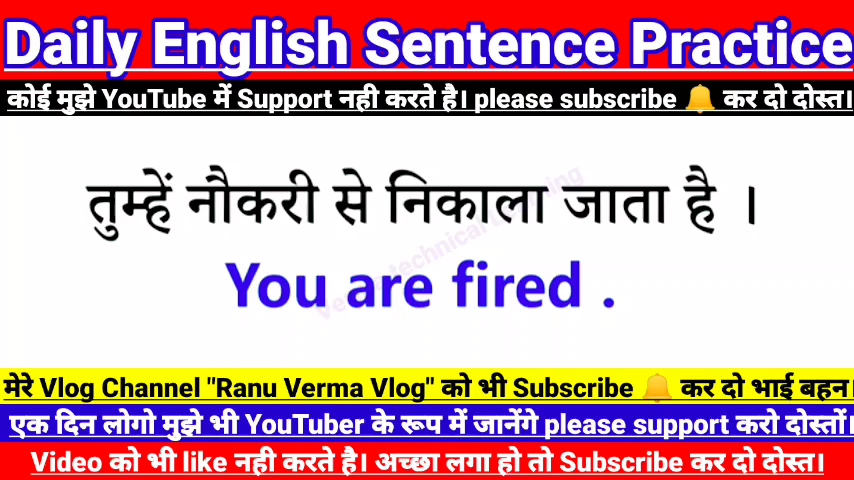 Daily English Sentence Practice
कोई मुझे YouTube में Support नही करते है। please subscribe 🔔 कर दो दोस्त।
तुम्हें नौकरी से निकाला जाता है ।
You are fired .
मेरे Vlog Channel "Ranu Verma Vlog" को भी Subscribe 🔔 कर दो भाई बहन।
एक दिन लोगो मुझे भी YouTuber के रूप में जानेंगे please support करो दोस्तों।
Video को भी like नही करते है। अच्छा लगा हो तो Subscribe कर दो दोस्त।